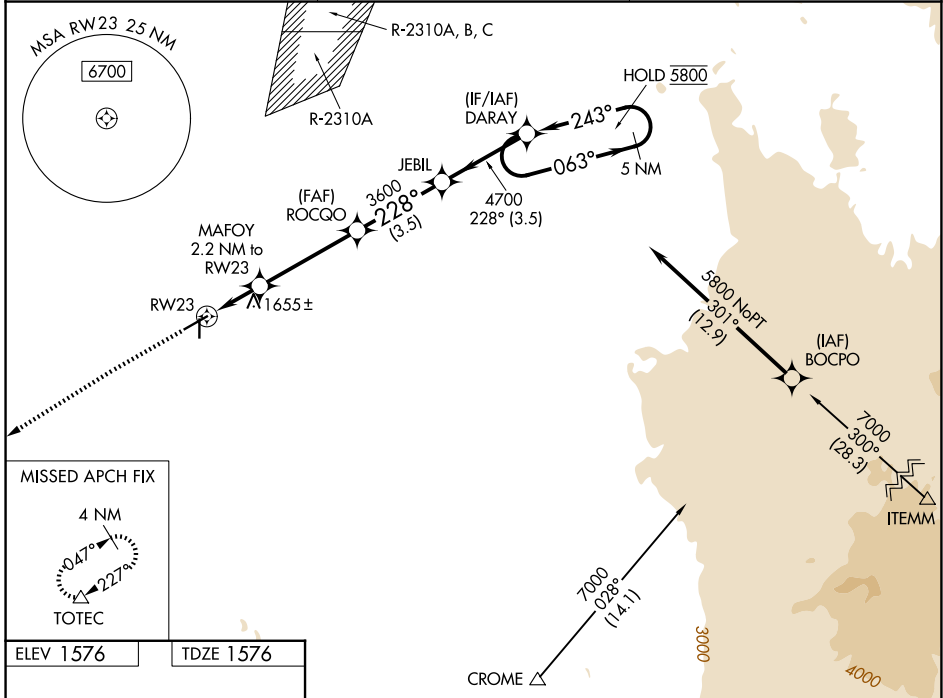 MSA RW23 25 NM
6700
R-2310A, B, C
R-2310A
HOLD 5800
(IF/IAF)
DARAY
243°
063°
5 NM
JEBIL
4700
228° (3.5)
(FAF)
ROCQO
3600
228°
(3.5)
MAFOY
2.2 NM to
RW23
1655±
RW23
5800 NoPT
301°
(12.9)
(IAF)
BOCPO
7000
300°
(28.3)
ITEMM
MISSED APCH FIX
4 NM
047°
227°
TOTEC
7000
028°
(14.1)
CROME
3000
4000
ELEV 1576
TDZE 1576